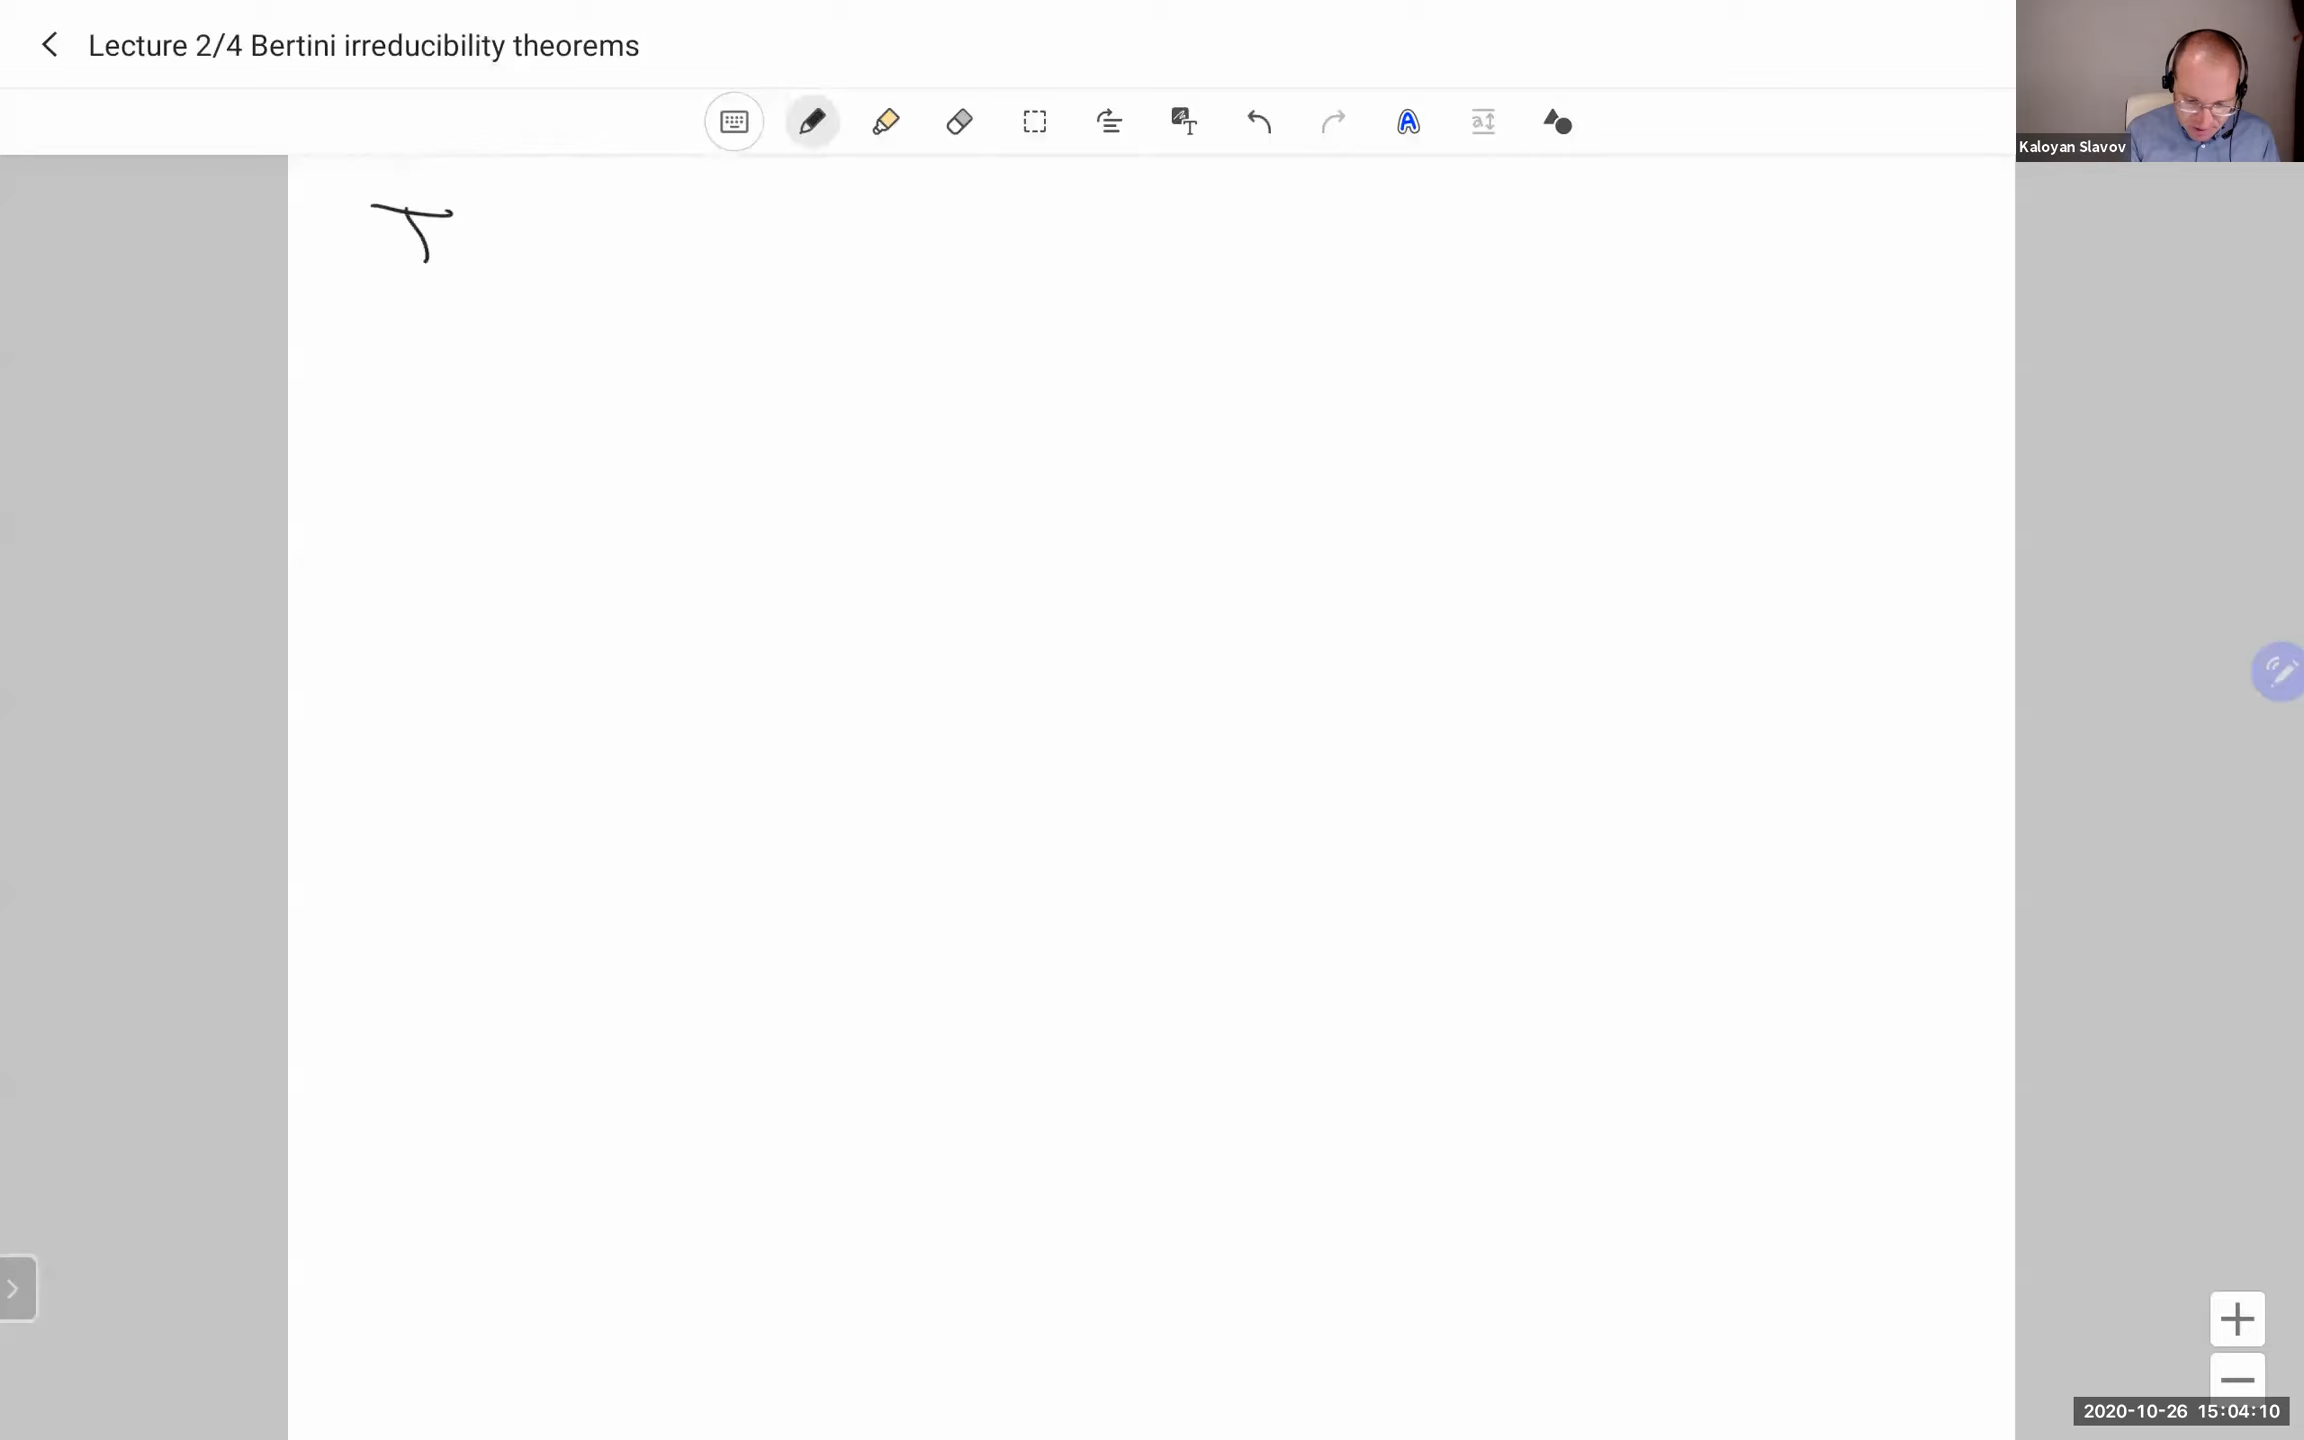 Lecture 2/4 Bertini irreducibility theorems
Kaloyan Slavov
T
2020-10-26 15:04:10